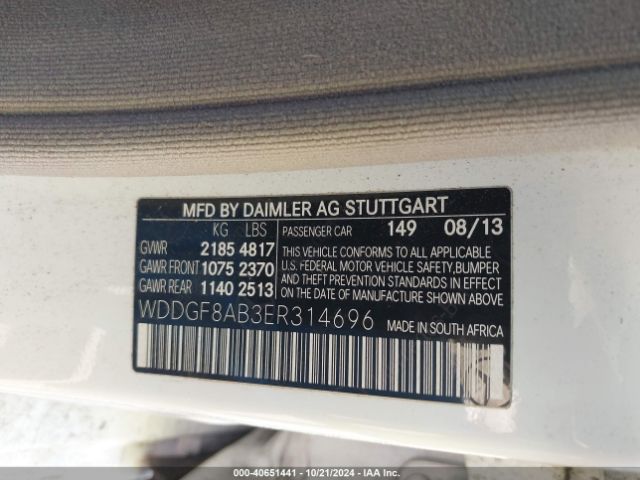 MFD BY DAIMLER AG STUTTGART
KG LBS PASSENGER CAR 149 08/13
GVWR 2185 4817
GAWR FRONT 1075 2370
GAWR REAR 1140 2513
THIS VEHICLE CONFORMS TO ALL APPLICABLE
U.S. FEDERAL MOTOR VEHICLE SAFETY, BUMPER
AND THEFT PREVENTION STANDARDS IN EFFECT
ON THE DATE OF MANUFACTURE SHOWN ABOVE.
WDDGF8AB3ER314696 MADE IN SOUTH AFRICA
000-40651441 | 10/21/2024 | IAA Inc.